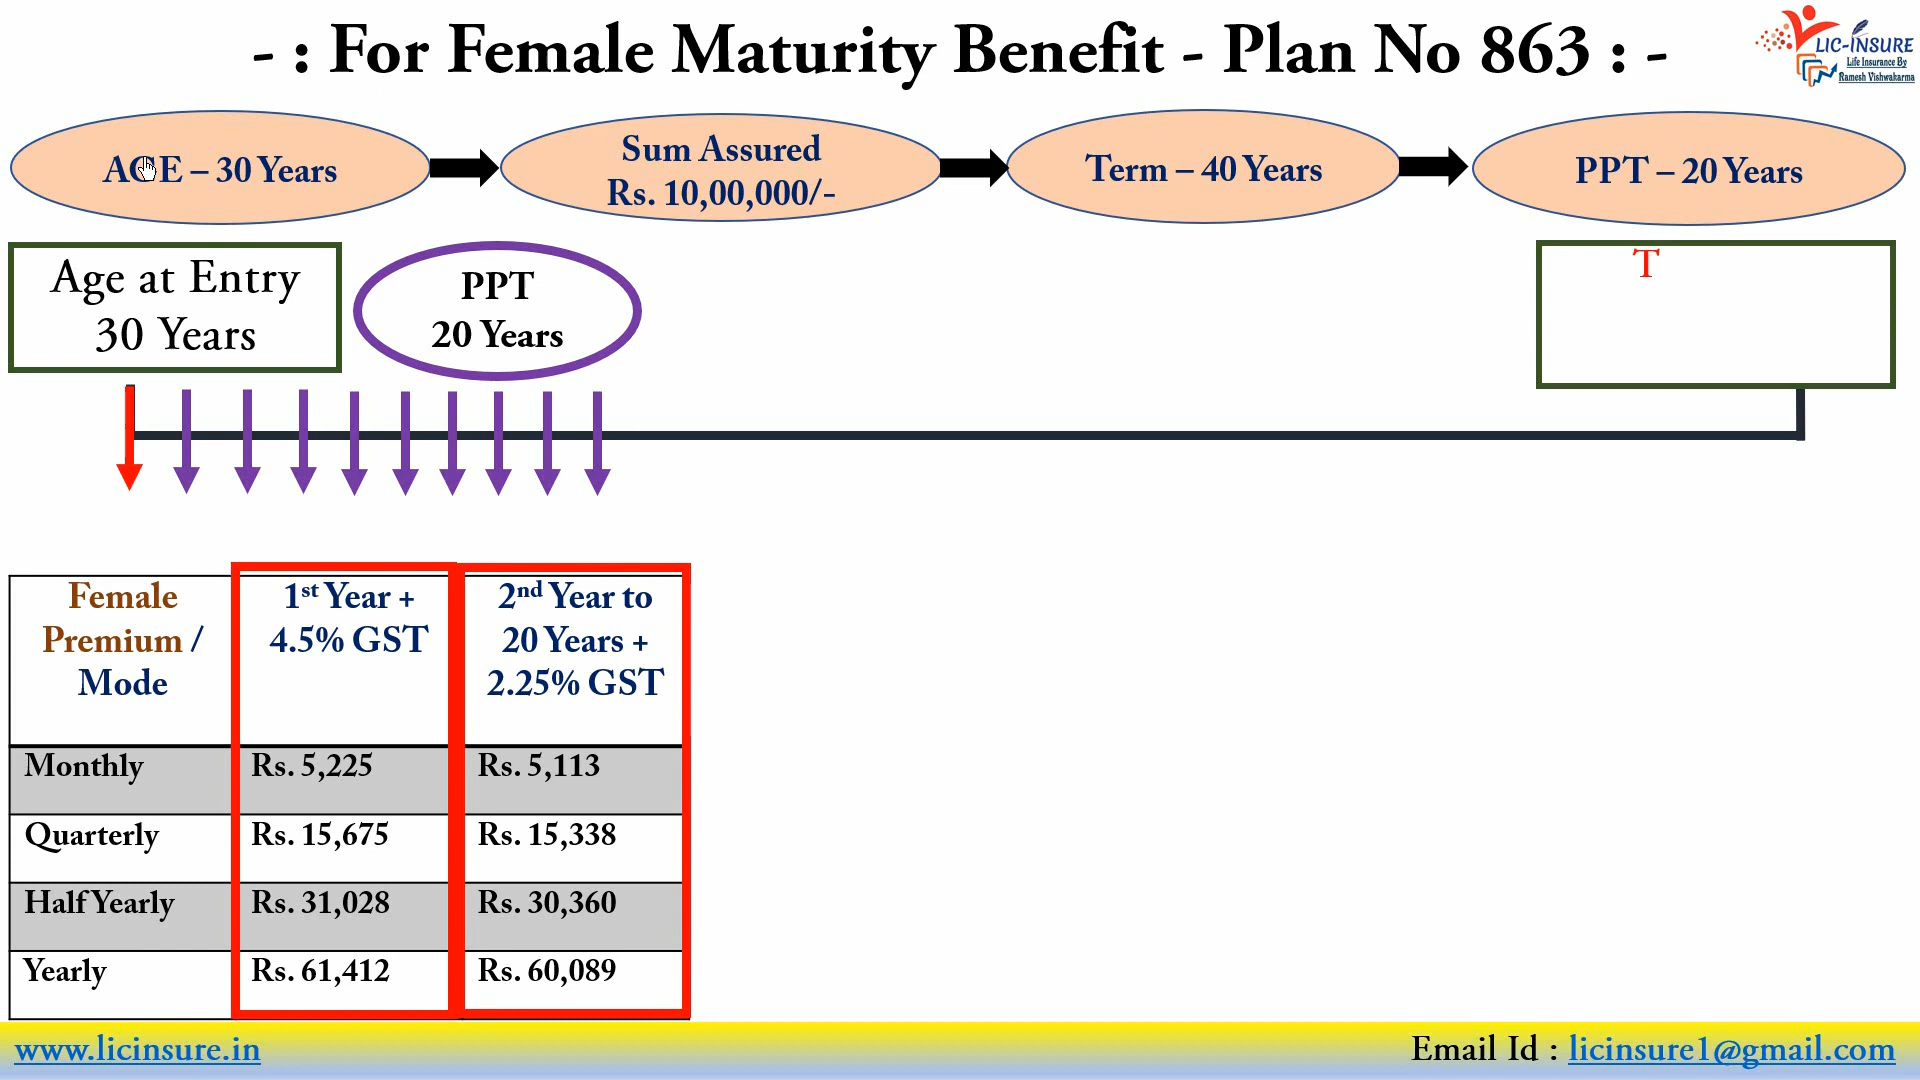 - : For Female Maturity Benefit - Plan No 863 : -
LIC-INSURE
Life Insurance By
Ramesh Vishwakarma
AGE – 30 Years
Sum Assured
Rs. 10,00,000/-
Term – 40 Years
PPT – 20 Years
Age at Entry
30 Years
PPT
20 Years
T
Female
Premium /
Mode
1st Year +
4.5% GST
2nd Year to
20 Years +
2.25% GST
Monthly
Rs. 5,225
Rs. 5,113
Quarterly
Rs. 15,675
Rs. 15,338
Half Yearly
Rs. 31,028
Rs. 30,360
Yearly
Rs. 61,412
Rs. 60,089
www.licinsure.in
Email Id : licinsure1@gmail.com